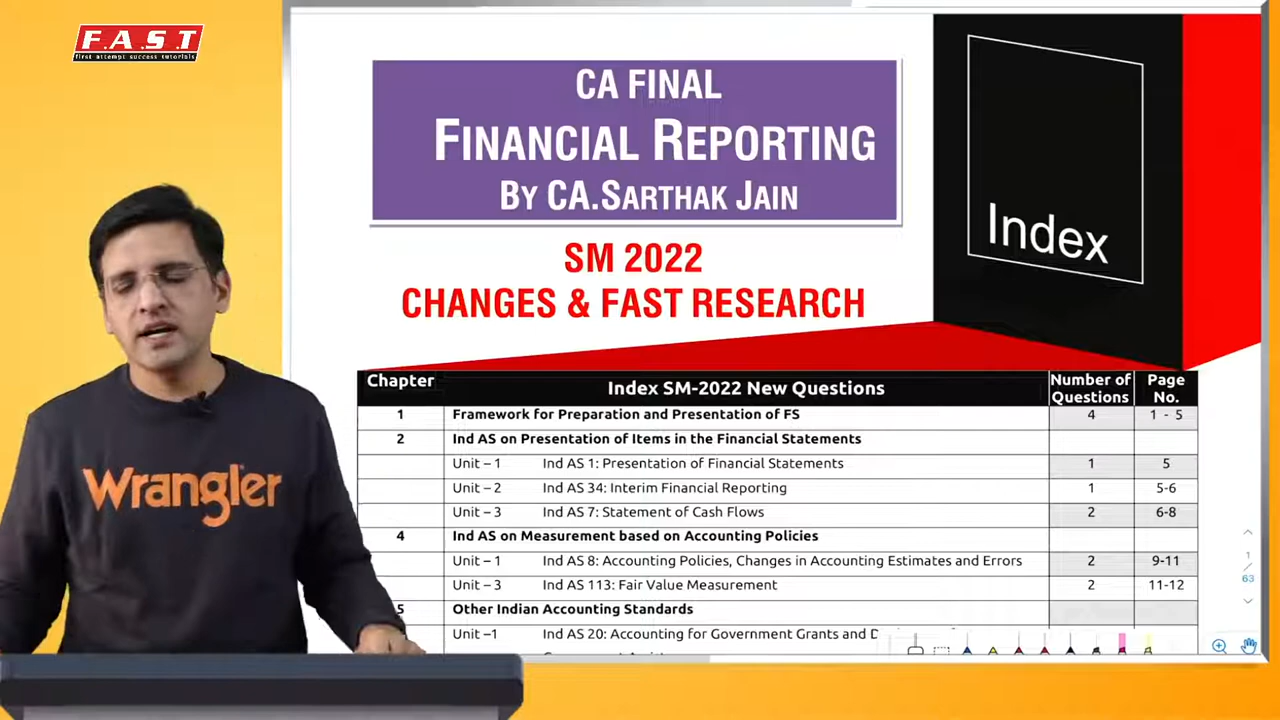 F.A.S.T
first attempt success tutorials
CA FINAL
FINANCIAL REPORTING
BY CA.SARTHAK JAIN
SM 2022
CHANGES & FAST RESEARCH
Index
Wrangler
Chapter Index SM-2022 New Questions Number of Questions Page No.
1 Framework for Preparation and Presentation of FS 4 1 - 5
2 Ind AS on Presentation of Items in the Financial Statements
Unit – 1 Ind AS 1: Presentation of Financial Statements 1 5
Unit – 2 Ind AS 34: Interim Financial Reporting 1 5-6
Unit – 3 Ind AS 7: Statement of Cash Flows 2 6-8
4 Ind AS on Measurement based on Accounting Policies
Unit – 1 Ind AS 8: Accounting Policies, Changes in Accounting Estimates and Errors 2 9-11
Unit – 3 Ind AS 113: Fair Value Measurement 2 11-12
5 Other Indian Accounting Standards
Unit –1 Ind AS 20: Accounting for Government Grants and D
1
/
63